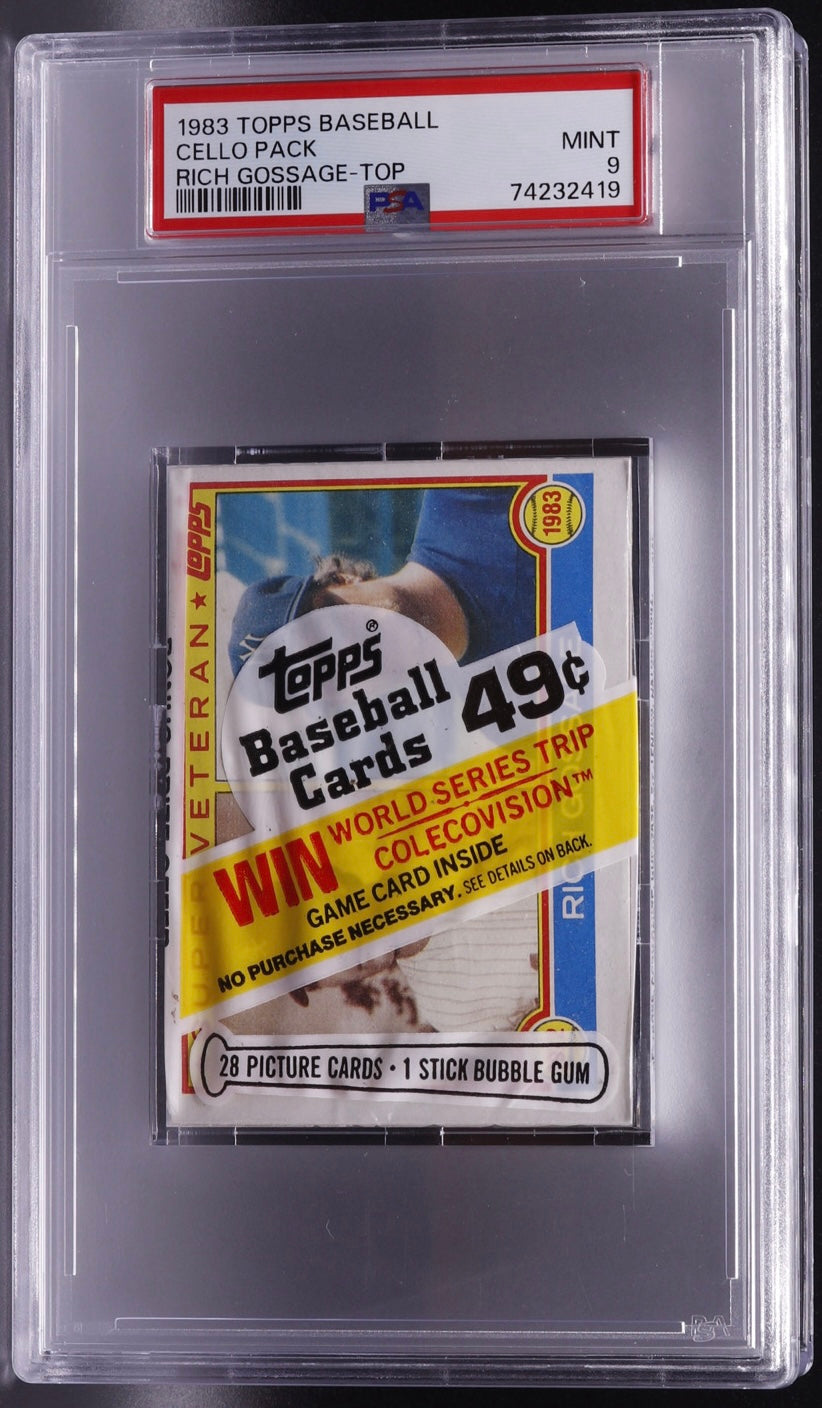 1983 TOPPS BASEBALL
CELLO PACK
RICH GOSSAGE-TOP
MINT
9
74232419
PSA
topps
VETERAN ★
1983
topps®
Baseball
Cards
49¢
WIN WORLD SERIES TRIP
COLECOVISION™
GAME CARD INSIDE
NO PURCHASE NECESSARY. SEE DETAILS ON BACK.
28 PICTURE CARDS · 1 STICK BUBBLE GUM
PSA